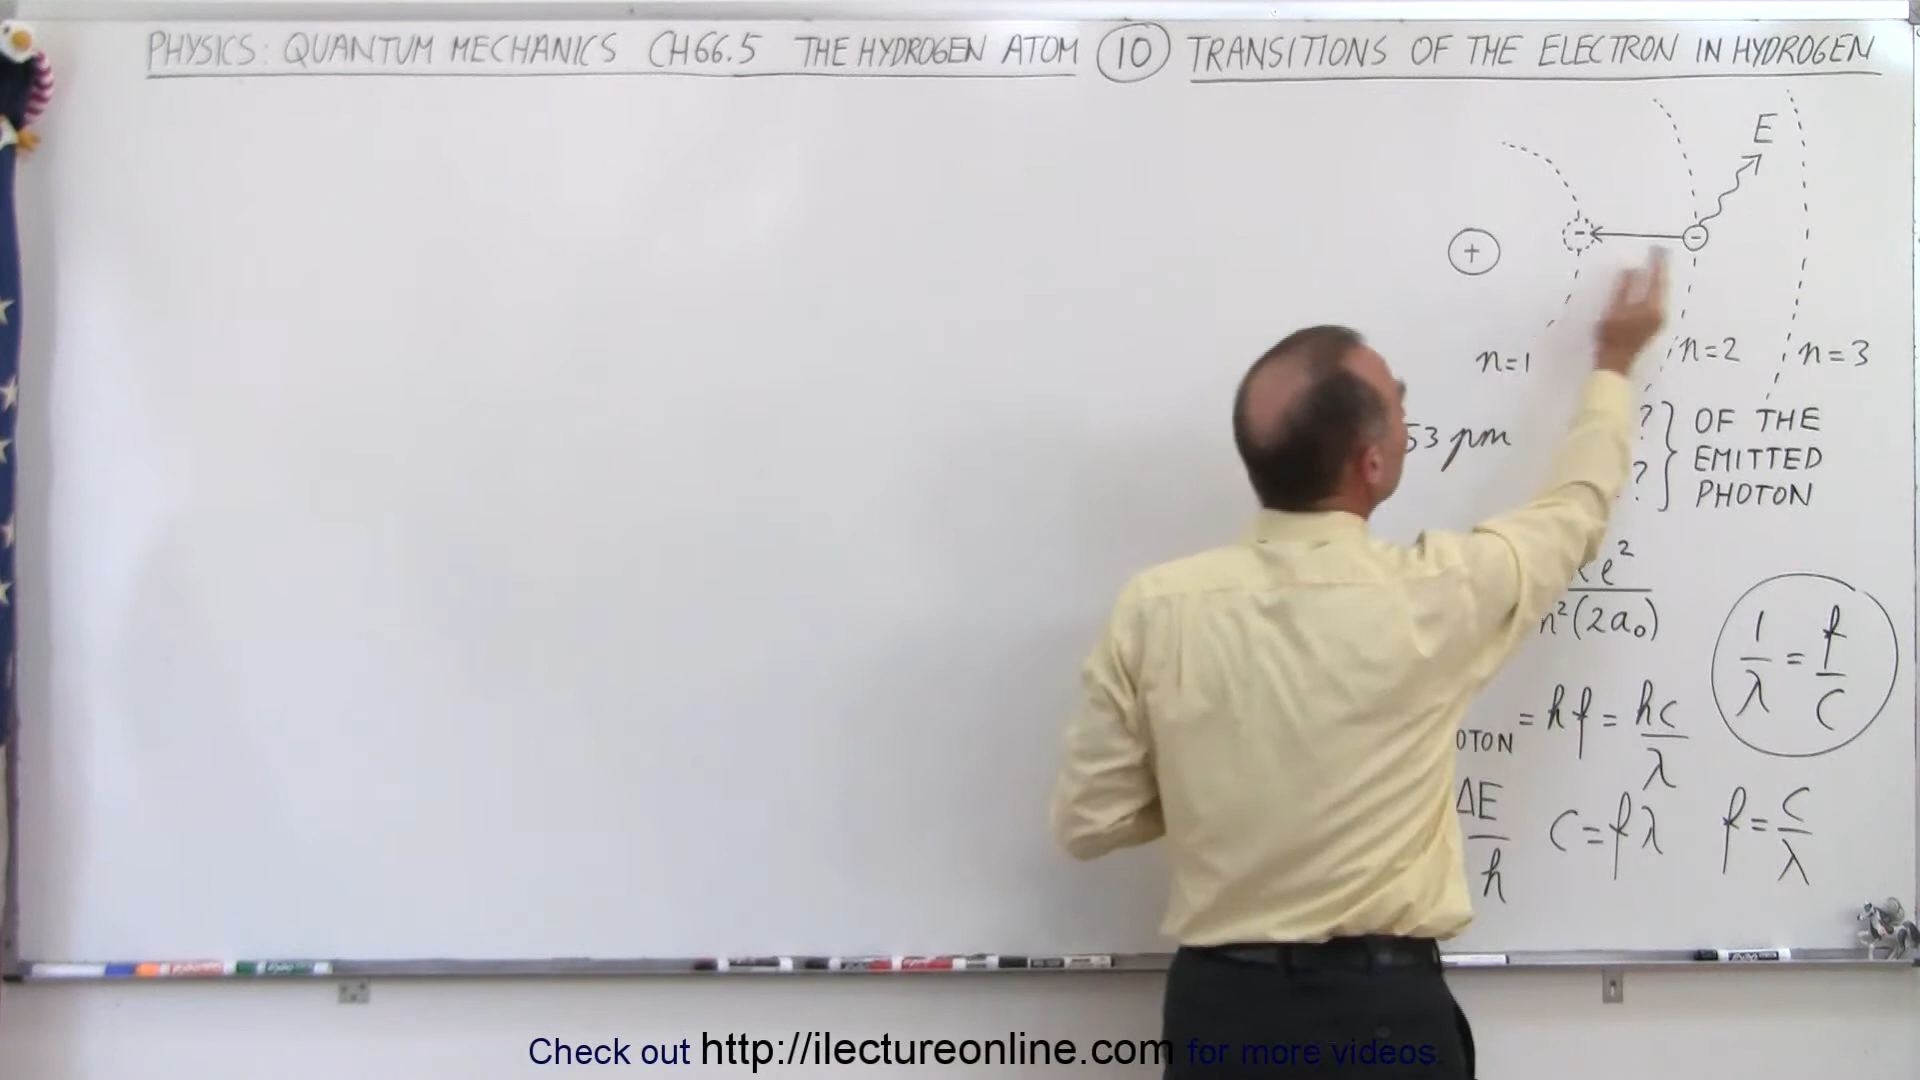 PHYSICS: QUANTUM MECHANICS CH66.5 THE HYDROGEN ATOM 10 TRANSITIONS OF THE ELECTRON IN HYDROGEN
E
+ - -
n=1 n=2 n=3
53 pm
? } OF THE
? EMITTED
PHOTON
e²
n²(2a₀)
1/λ = f/c
OTON = hf = hc/λ
ΔE/h C=fλ f=C/λ
Check out http://ilectureonline.com for more videos.